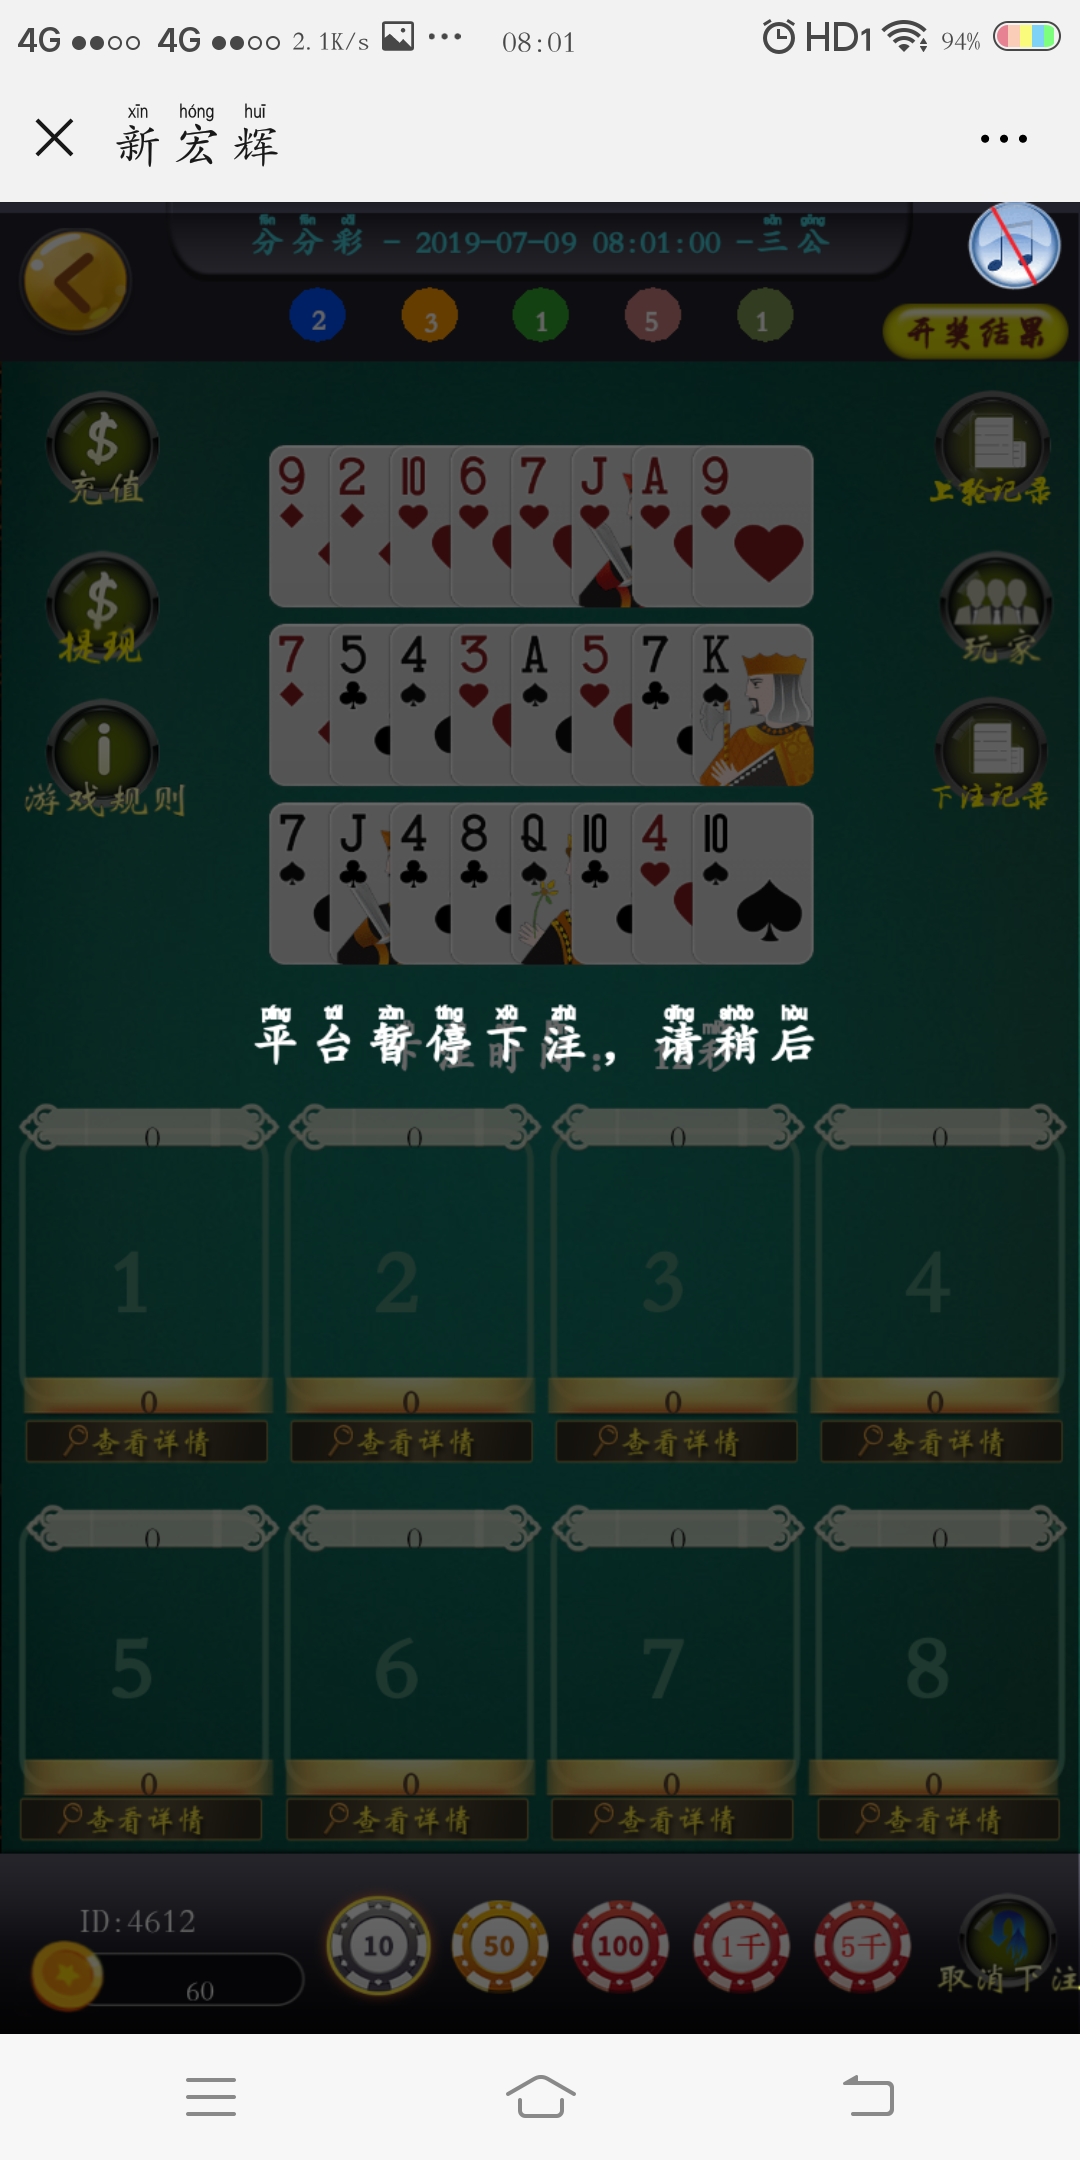 4G 4G 2.1K/s 08:01 HD1 94%
xīn hóng huī
新宏辉
fēn fēn cǎi sān gōng
分分彩 - 2019-07-09 08:01:00 -三公
2 3 1 5 1
开奖结果
充值
上轮记录
提现
玩家
游戏规则
下注记录
9 2 10 6 7 J A 9
7 5 4 3 A 5 7 K
7 J 4 8 Q 10 4 10
píng tái zàn tíng xià zhù qǐng shāo hòu
平台暂停下注，请稍后
0 0 0 0
1 2 3 4
0 0 0 0
查看详情 查看详情 查看详情 查看详情
0 0 0 0
5 6 7 8
0 0 0 0
查看详情 查看详情 查看详情 查看详情
ID:4612
60
10 50 100 1千 5千
取消下注